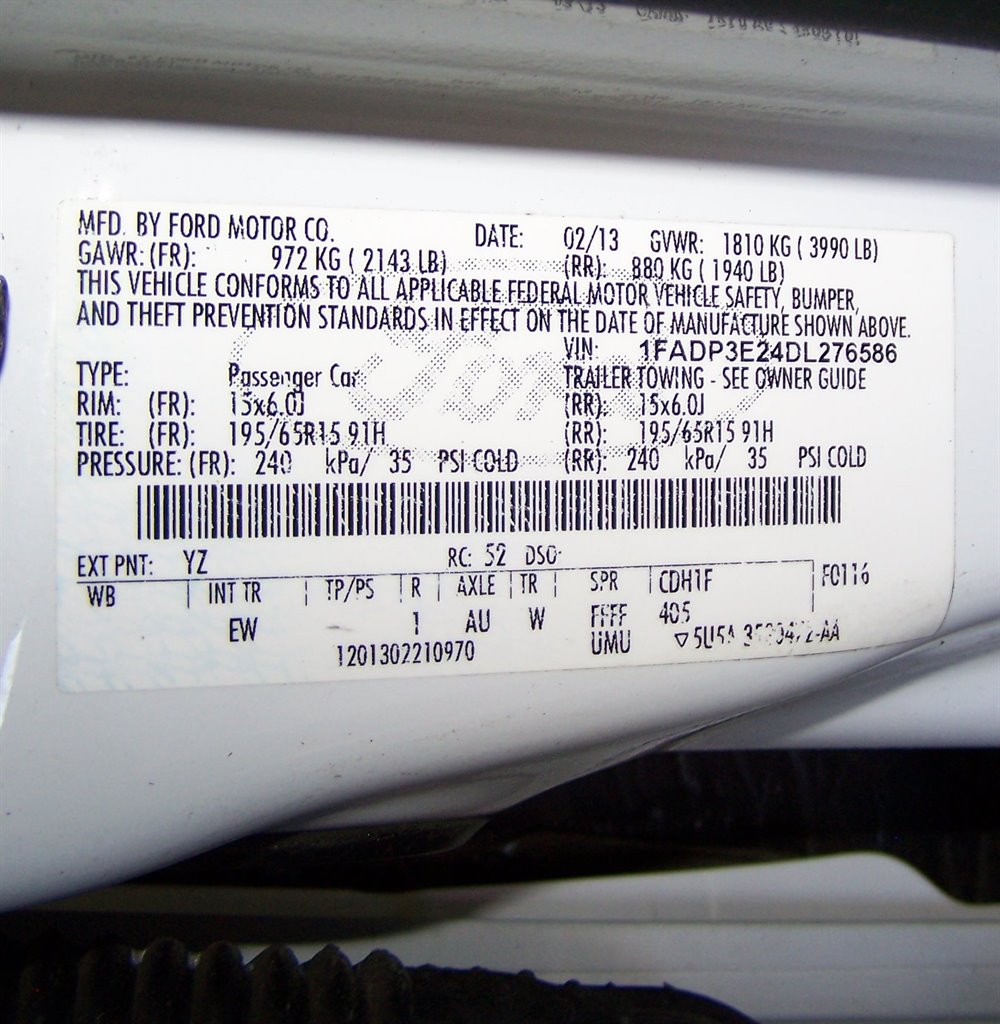 MFD. BY FORD MOTOR CO. DATE: 02/13 GVWR: 1810 KG ( 3990 LB)
GAWR: (FR): 972 KG ( 2143 LB) (RR): 880 KG ( 1940 LB)
THIS VEHICLE CONFORMS TO ALL APPLICABLE FEDERAL MOTOR VEHICLE SAFETY, BUMPER,
AND THEFT PREVENTION STANDARDS IN EFFECT ON THE DATE OF MANUFACTURE SHOWN ABOVE.
VIN: 1FADP3E24DL276586
TYPE: Passenger Car TRAILER TOWING - SEE OWNER GUIDE
RIM: (FR): 15x6.0J (RR): 15x6.0J
TIRE: (FR): 195/65R15 91H (RR): 195/65R15 91H
PRESSURE: (FR): 240 kPa/ 35 PSI COLD (RR): 240 kPa/ 35 PSI COLD
EXT PNT: YZ RC: 52 DSO:
WB INT TR TP/PS R AXLE TR SPR CDH1F F0116
EW 1 AU W FFFF 405
1201302210970 UMU